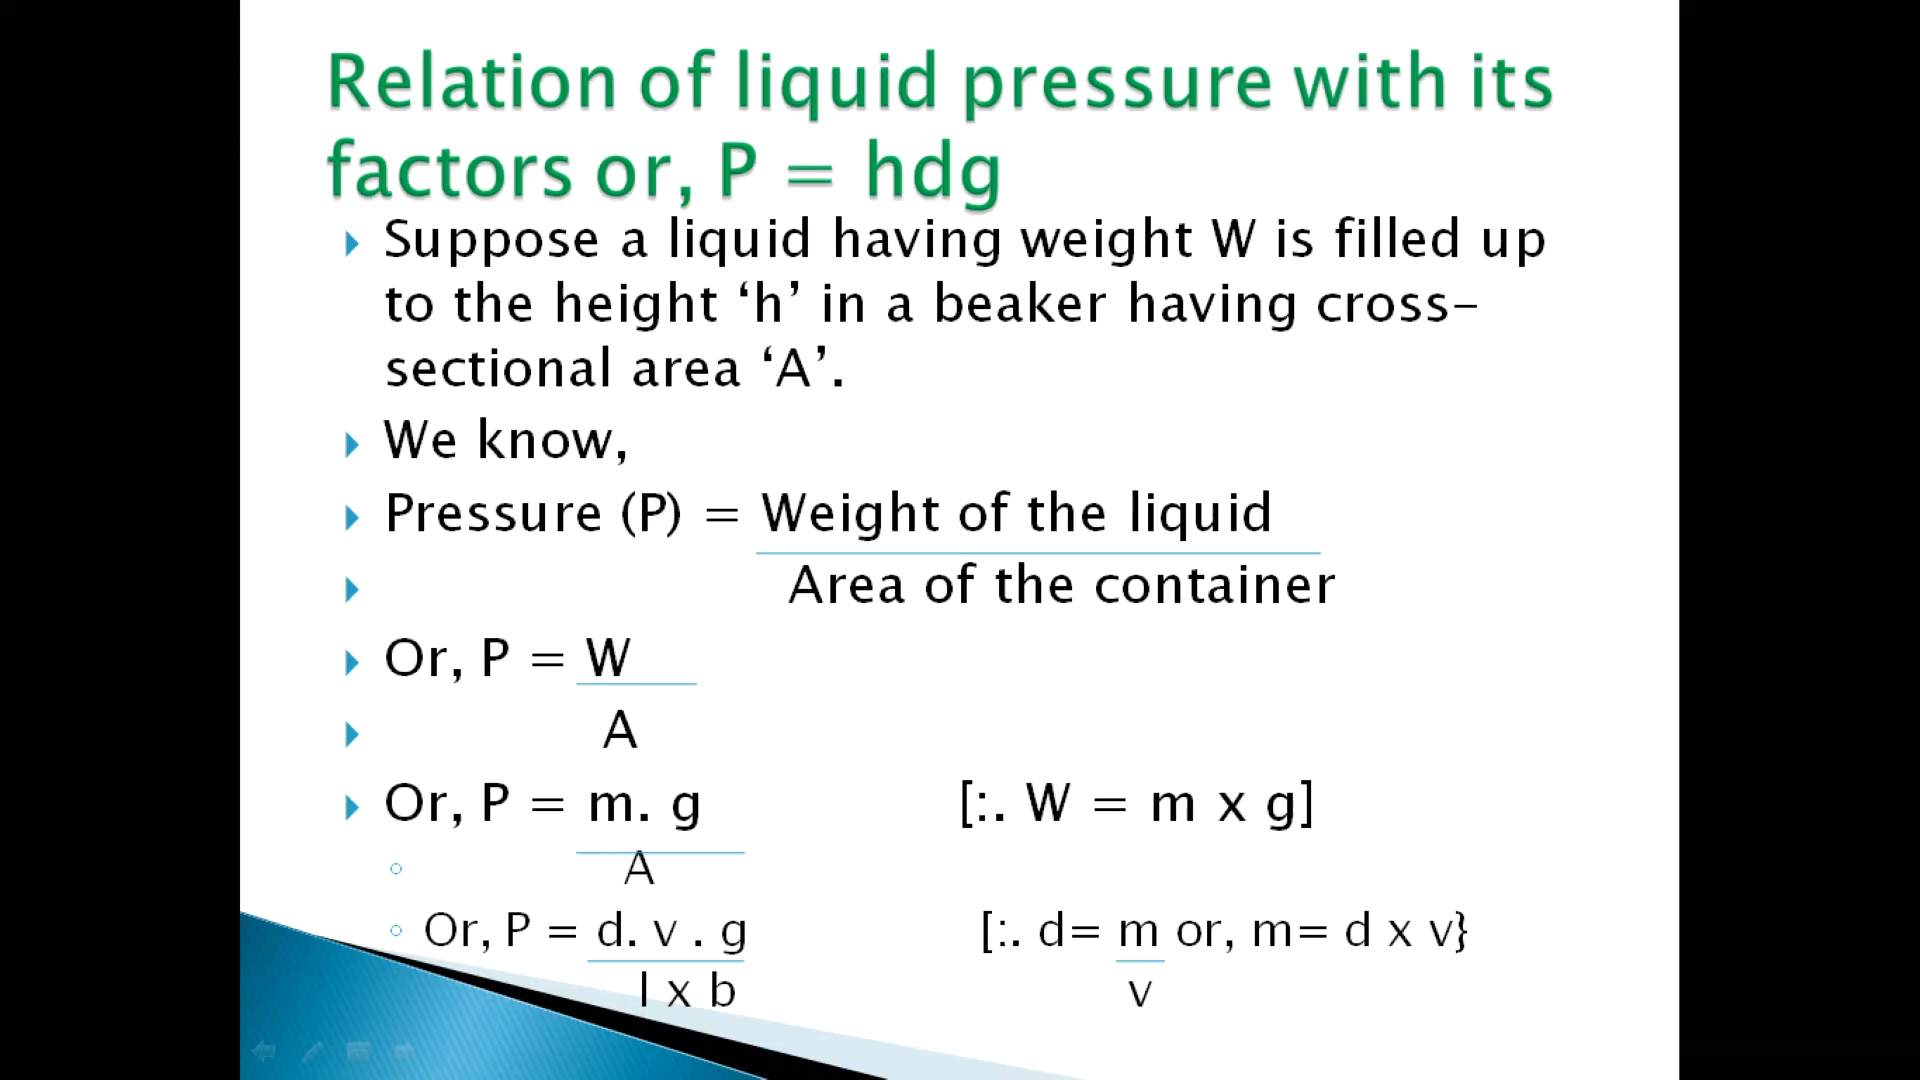 Relation of liquid pressure with its
factors or, P = hdg
Suppose a liquid having weight W is filled up
to the height ‘h’ in a beaker having cross-
sectional area ‘A’.
We know,
Pressure (P) = Weight of the liquid
Area of the container
Or, P = W
A
Or, P = m. g [:. W = m x g]
A
Or, P = d. v . g [:. d= m or, m= d x v}
l x b v